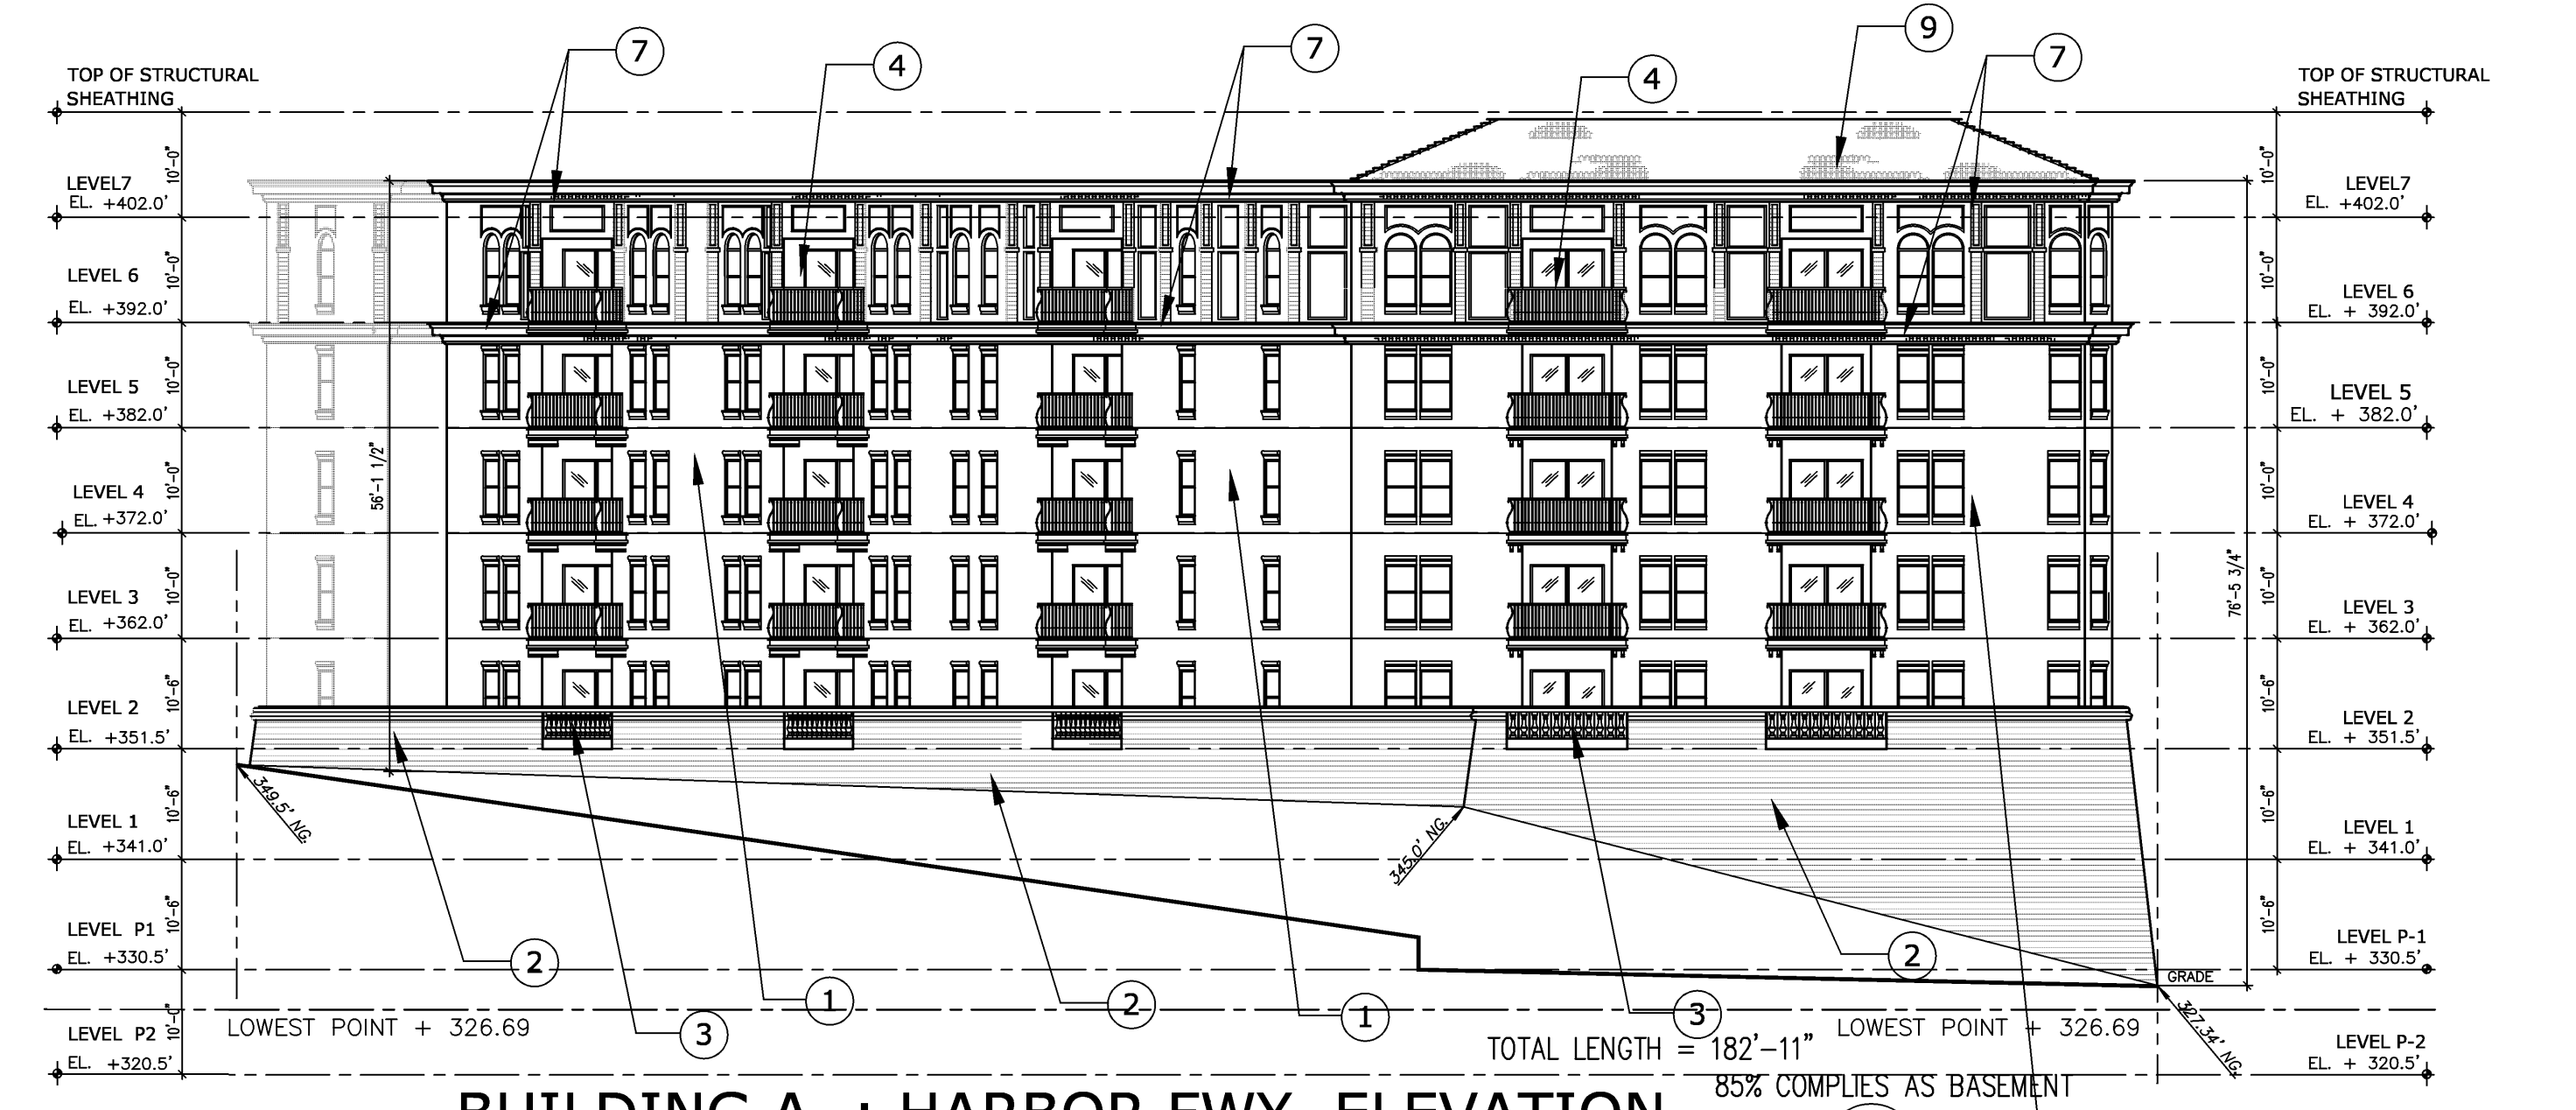 7
4
7
4
9
7
TOP OF STRUCTURAL
SHEATHING
10'-0"
LEVEL7
EL. +402.0'
10'-0"
LEVEL 6
EL. +392.0'
10'-0"
LEVEL 5
EL. +382.0'
10'-0"
LEVEL 4
EL. +372.0'
10'-0"
LEVEL 3
EL. +362.0'
10'-6"
LEVEL 2
EL. +351.5'
10'-6"
LEVEL 1
EL. +341.0'
10'-6"
LEVEL P1
EL. +330.5'
10'-0"
LEVEL P2
EL. +320.5'
56'-1 1/2"
349.5' NG.
345.0' NG.
2
3
1
2
1
3
2
LOWEST POINT + 326.69
LOWEST POINT + 326.69
TOTAL LENGTH = 182'-11"
85% COMPLIES AS BASEMENT
BUILDING A : HARBOR FWY. ELEVATION
GRADE
327.34' NG.
76'-5 3/4"
TOP OF STRUCTURAL
SHEATHING
10'-0"
LEVEL7
EL. +402.0'
10'-0"
LEVEL 6
EL. + 392.0'
10'-0"
LEVEL 5
EL. + 382.0'
10'-0"
LEVEL 4
EL. + 372.0'
10'-0"
LEVEL 3
EL. + 362.0'
10'-6"
LEVEL 2
EL. + 351.5'
10'-6"
LEVEL 1
EL. + 341.0'
10'-6"
LEVEL P-1
EL. + 330.5'
LEVEL P-2
EL. + 320.5'